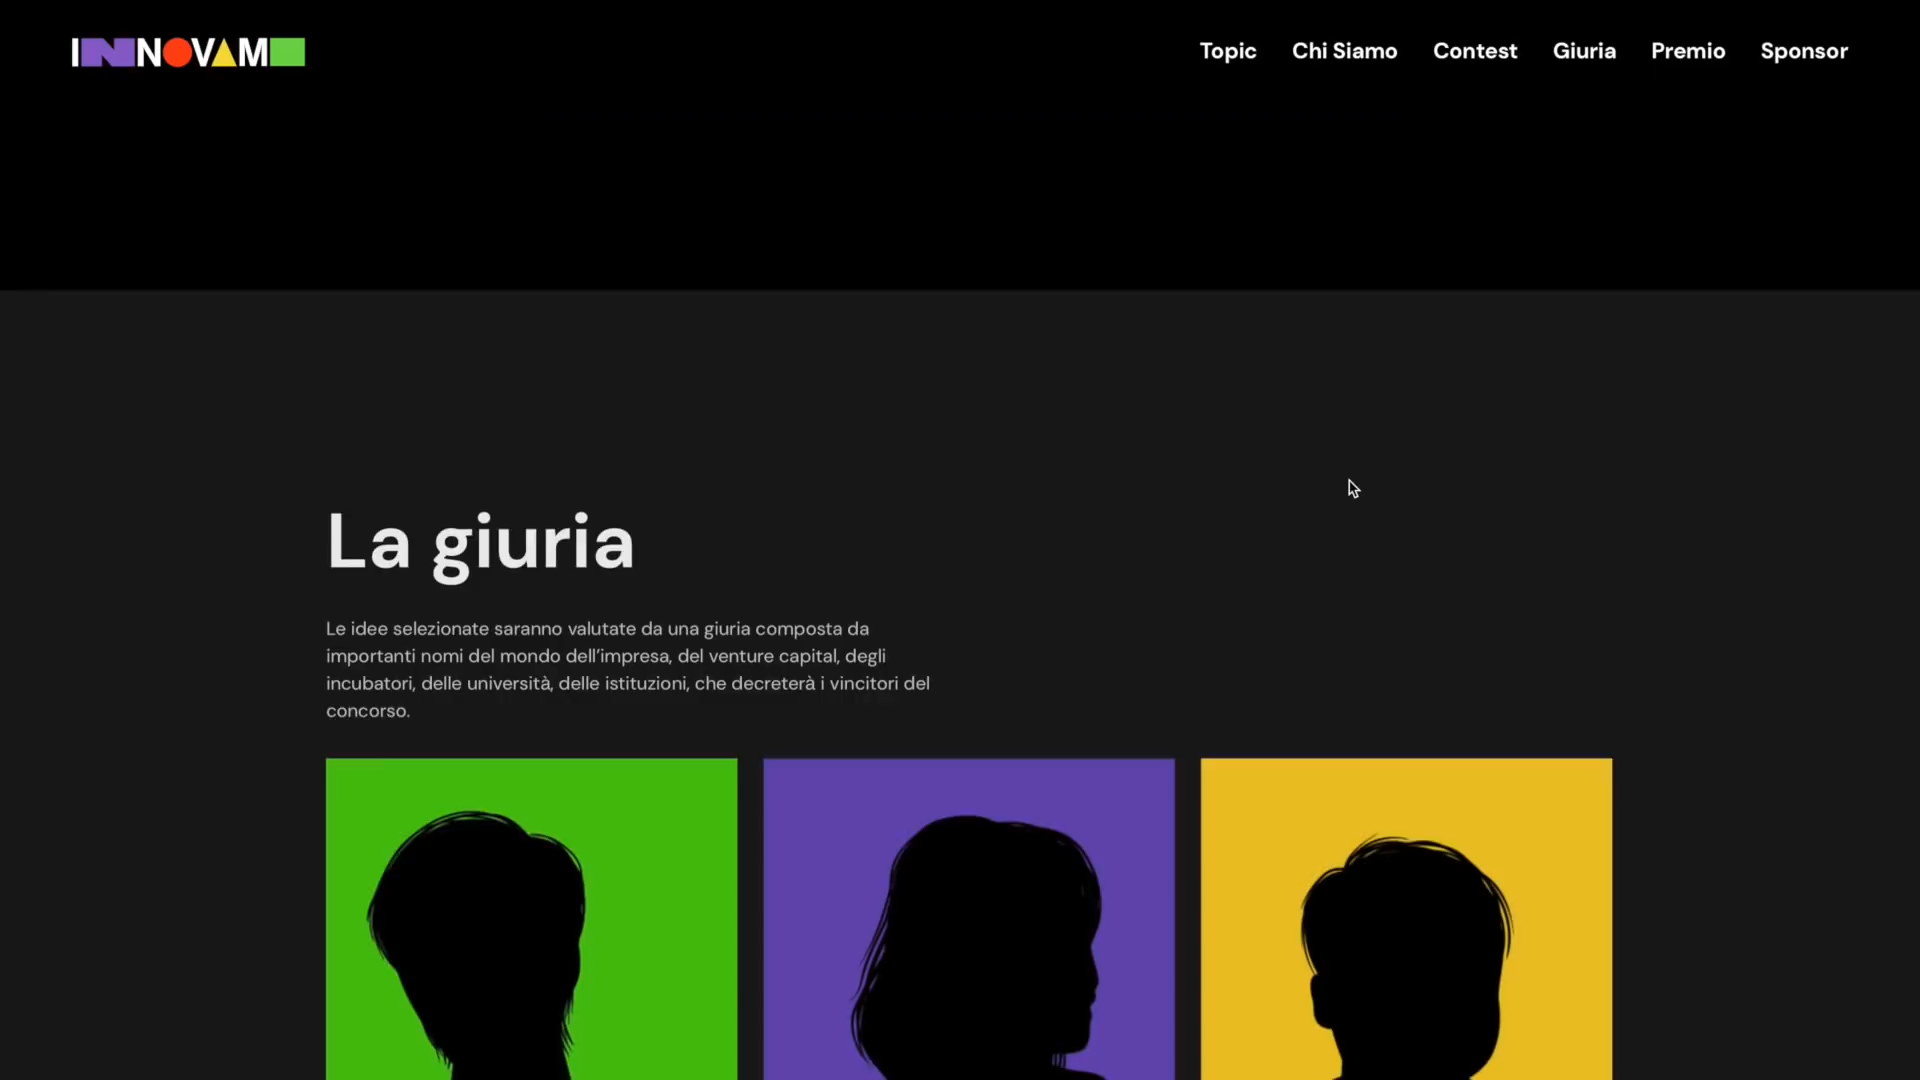 INNOVAM
Topic Chi Siamo Contest Giuria Premio Sponsor
La giuria
Le idee selezionate saranno valutate da una giuria composta da
importanti nomi del mondo dell’impresa, del venture capital, degli
incubatori, delle università, delle istituzioni, che decreterà i vincitori del
concorso.